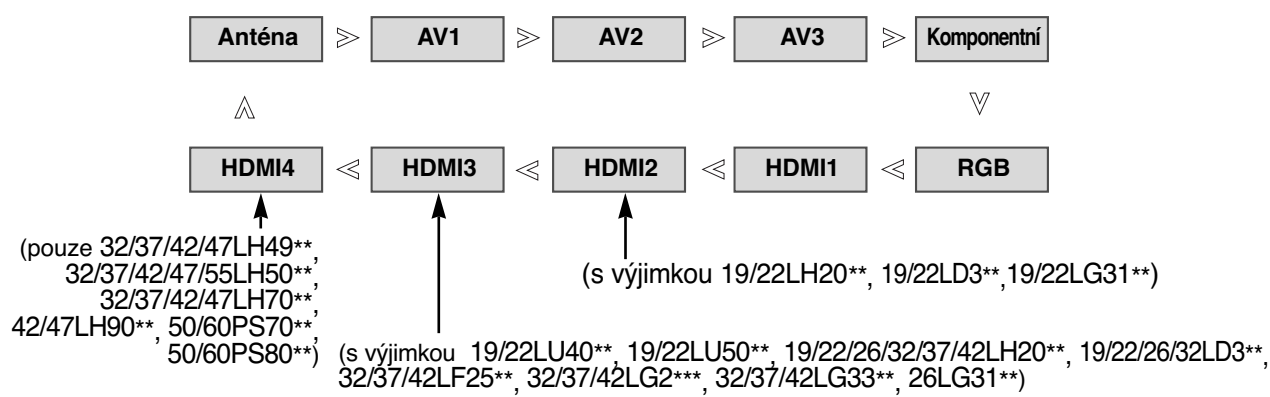 Anténa AV1 AV2 AV3 Komponentní
HDMI4 HDMI3 HDMI2 HDMI1 RGB
(pouze 32/37/42/47LH49**,
32/37/42/47/55LH50**,
32/37/42/47LH70**,
42/47LH90**, 50/60PS70**,
50/60PS80**)
(s výjimkou 19/22LH20**, 19/22LD3**,19/22LG31**)
(s výjimkou 19/22LU40**, 19/22LU50**, 19/22/26/32/37/42LH20**, 19/22/26/32LD3**,
32/37/42LF25**, 32/37/42LG2***, 32/37/42LG33**, 26LG31**)